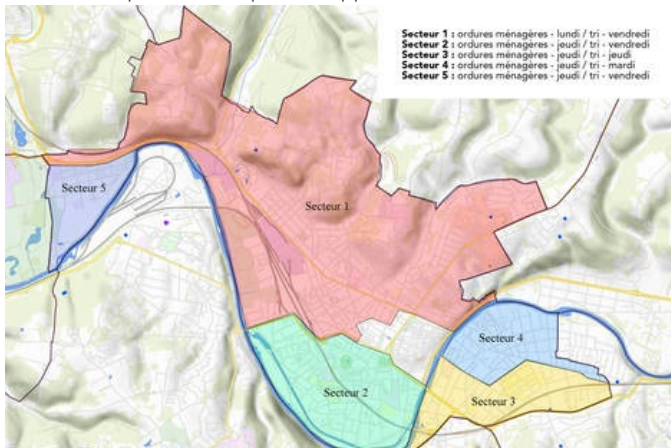 Secteur 1 : ordures ménagères - lundi / tri - vendredi
Secteur 2 : ordures ménagères - jeudi / tri - vendredi
Secteur 3 : ordures ménagères - jeudi / tri - jeudi
Secteur 4 : ordures ménagères - jeudi / tri - mardi
Secteur 5 : ordures ménagères - jeudi / tri - vendredi
Secteur 5
Secteur 1
Secteur 4
Secteur 2
Secteur 3